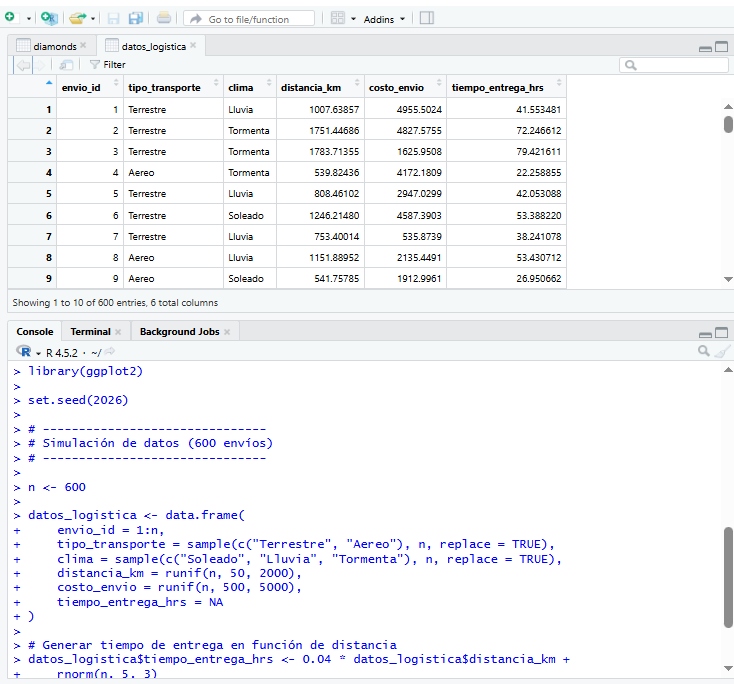 Go to file/function
Addins
diamonds
datos_logistica
Filter
envio_id tipo_transporte clima distancia_km costo_envio tiempo_entrega_hrs
1 1 Terrestre Lluvia 1007.63857 4955.5024 41.553481
2 2 Terrestre Tormenta 1751.44686 4827.5755 72.246612
3 3 Terrestre Tormenta 1783.71355 1625.9508 79.421611
4 4 Aereo Tormenta 539.82436 4172.1809 22.258855
5 5 Terrestre Lluvia 808.46102 2947.0299 42.053088
6 6 Terrestre Soleado 1246.21480 4587.3903 53.388220
7 7 Terrestre Lluvia 753.40014 535.8739 38.241078
8 8 Aereo Lluvia 1151.88952 2135.4491 53.430712
9 9 Aereo Soleado 541.75785 1912.9961 26.950662
Showing 1 to 10 of 600 entries, 6 total columns
Console Terminal Background Jobs
R R 4.5.2 · ~/
> library(ggplot2)
>
> set.seed(2026)
>
> # -------------------------------
> # Simulación de datos (600 envíos)
> # -------------------------------
>
> n <- 600
>
> datos_logistica <- data.frame(
+     envio_id = 1:n,
+     tipo_transporte = sample(c("Terrestre", "Aereo"), n, replace = TRUE),
+     clima = sample(c("Soleado", "Lluvia", "Tormenta"), n, replace = TRUE),
+     distancia_km = runif(n, 50, 2000),
+     costo_envio = runif(n, 500, 5000),
+     tiempo_entrega_hrs = NA
+ )
>
> # Generar tiempo de entrega en función de distancia
> datos_logistica$tiempo_entrega_hrs <- 0.04 * datos_logistica$distancia_km +
+     rnorm(n, 5, 3)